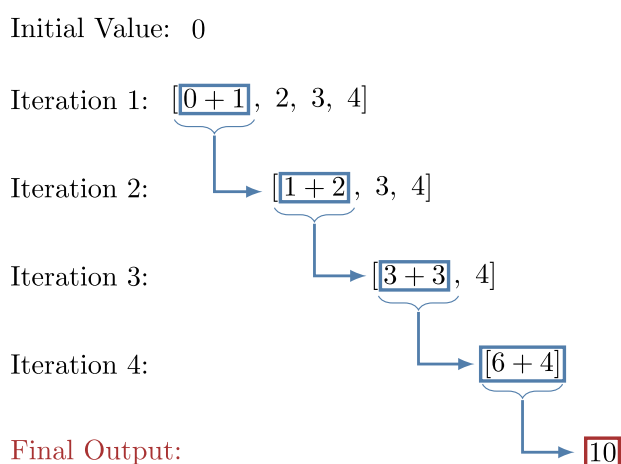 Initial Value: 0
Iteration 1: [0 + 1, 2, 3, 4]
Iteration 2: [1 + 2, 3, 4]
Iteration 3: [3 + 3, 4]
Iteration 4: [6 + 4]
Final Output: 10